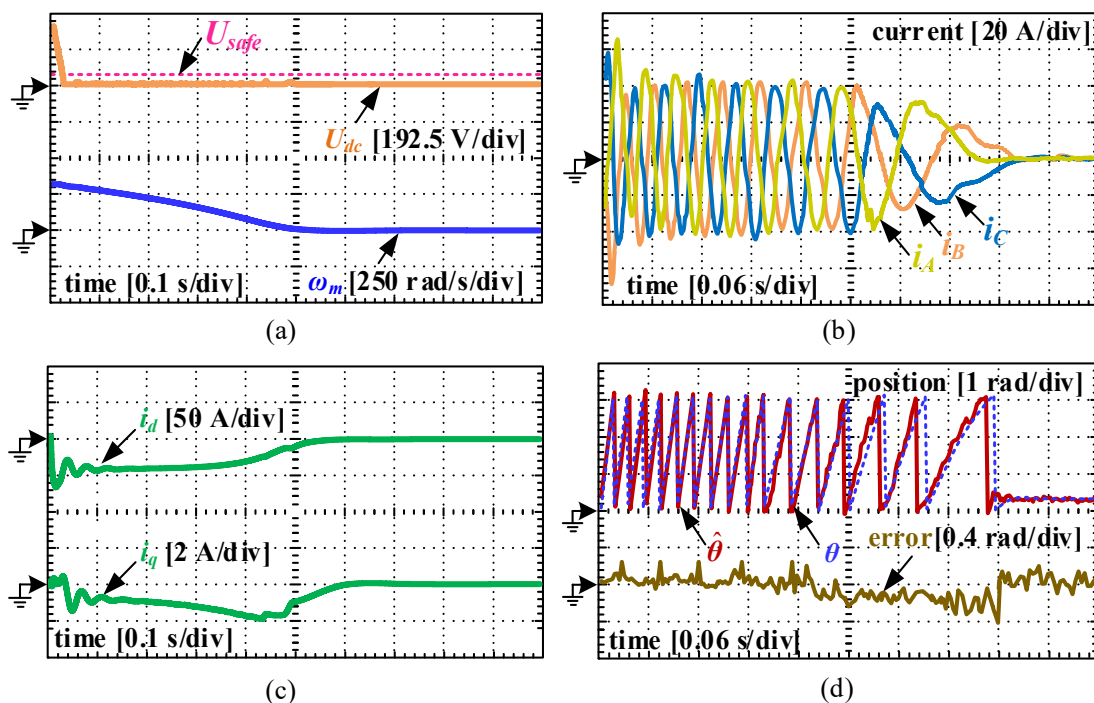 U_safe
U_dc [192.5 V/div]
time [0.1 s/div]
ω_m [250 rad/s/div]
(a)
current [20 A/div]
i_A
i_B
i_C
time [0.06 s/div]
(b)
i_d [50 A/div]
i_q [2 A/div]
time [0.1 s/div]
(c)
position [1 rad/div]
θ̂
θ
error [0.4 rad/div]
time [0.06 s/div]
(d)